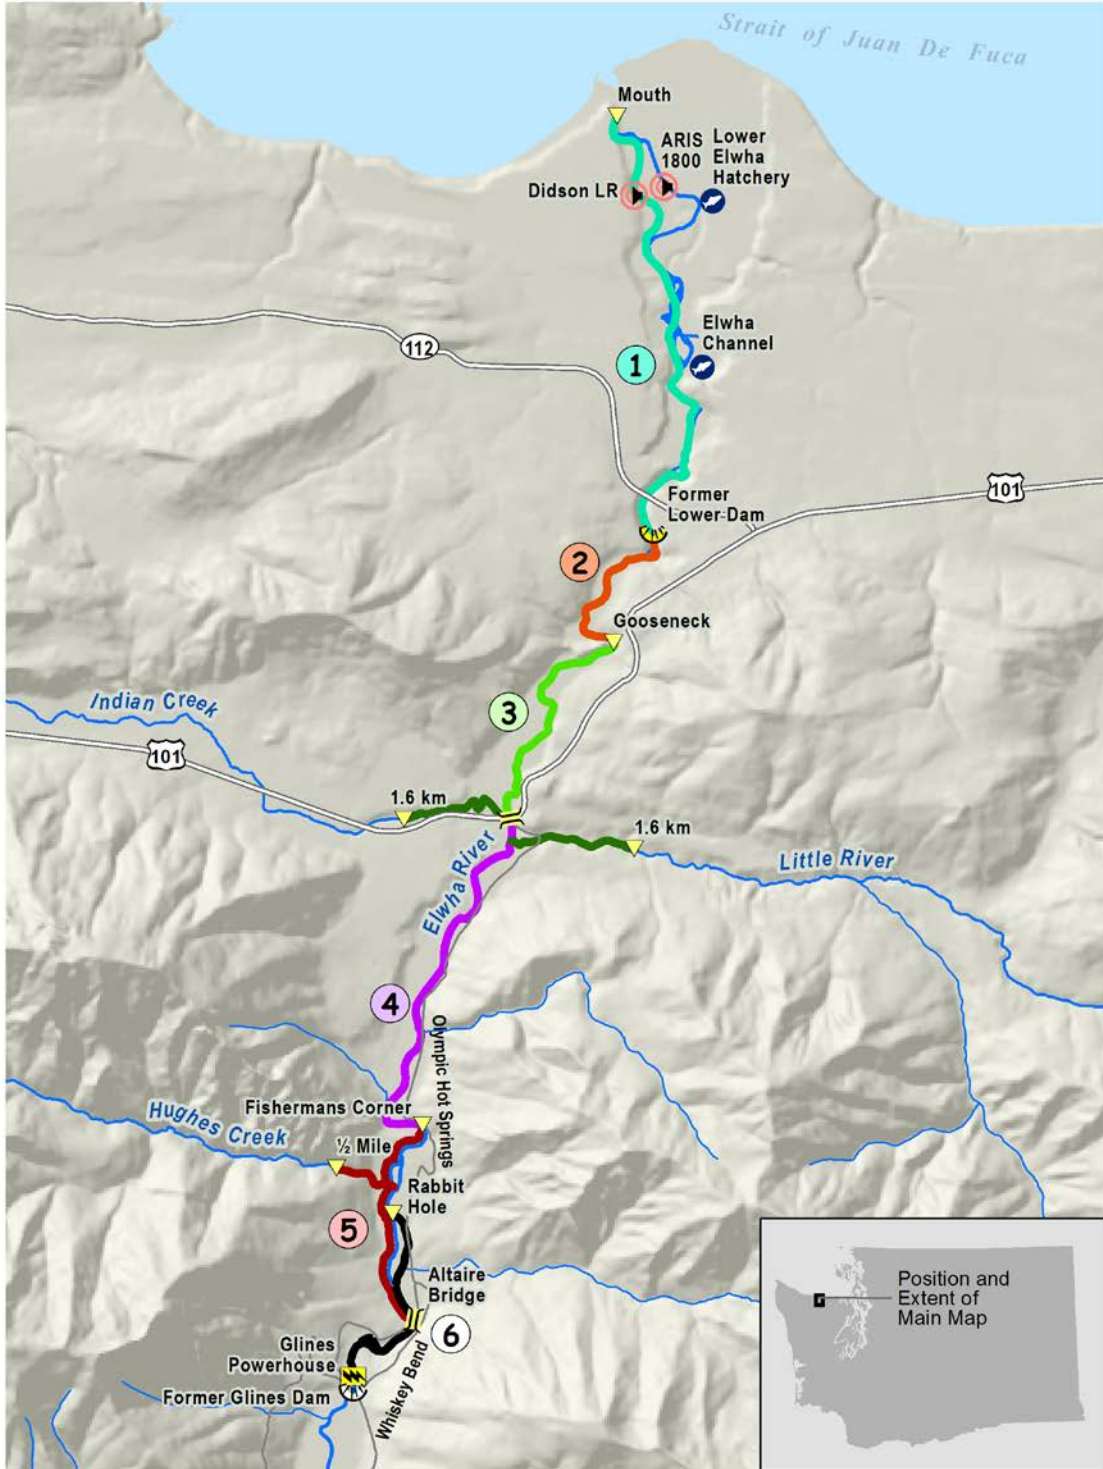 Strait of Juan De Fuca
Mouth
ARIS
1800
Lower
Elwha
Hatchery
Didson LR
Elwha
Channel
112
1
101
Former
Lower Dam
2
Gooseneck
Indian Creek
3
101
1.6 km
1.6 km
Little River
Elwha River
4
Olympic Hot Springs
Fishermans Corner
Hughes Creek
½ Mile
Rabbit
Hole
5
Altaire
Bridge
6
Glines
Powerhouse
Former Glines Dam
Whiskey Bend
Position and
Extent of
Main Map